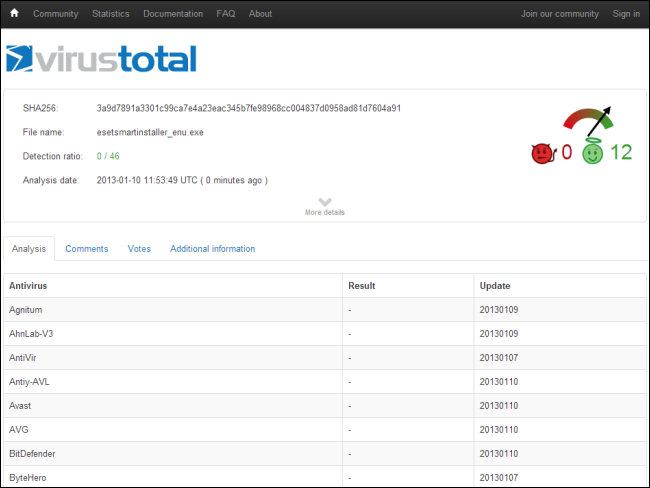 Community Statistics Documentation FAQ About Join our community Sign in
virustotal
SHA256: 3a9d7891a3301c99ca7e4a23eac345b7fe98968cc004837d0958ad81d7604a91
File name: esetsmartinstaller_enu.exe
Detection ratio: 0 / 46
0 12
Analysis date: 2013-01-10 11:53:49 UTC ( 0 minutes ago )
More details
Analysis Comments Votes Additional information
Antivirus Result Update
Agnitum - 20130109
AhnLab-V3 - 20130109
AntiVir - 20130107
Antiy-AVL - 20130110
Avast - 20130110
AVG - 20130110
BitDefender - 20130110
ByteHero - 20130107